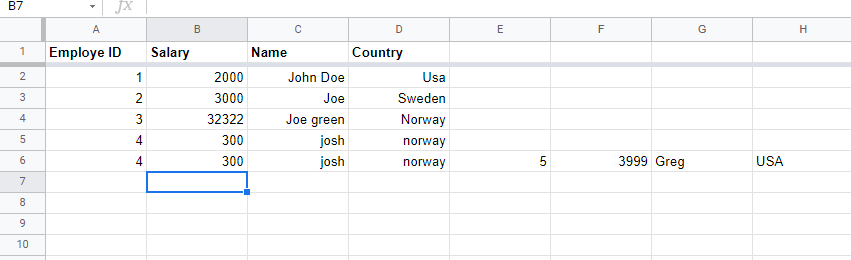 B7 fx
A B C D E F G H
1 Employe ID Salary Name Country
2 1 2000 John Doe Usa
3 2 3000 Joe Sweden
4 3 32322 Joe green Norway
5 4 300 josh norway
6 4 300 josh norway 5 3999 Greg USA
7
8
9
10